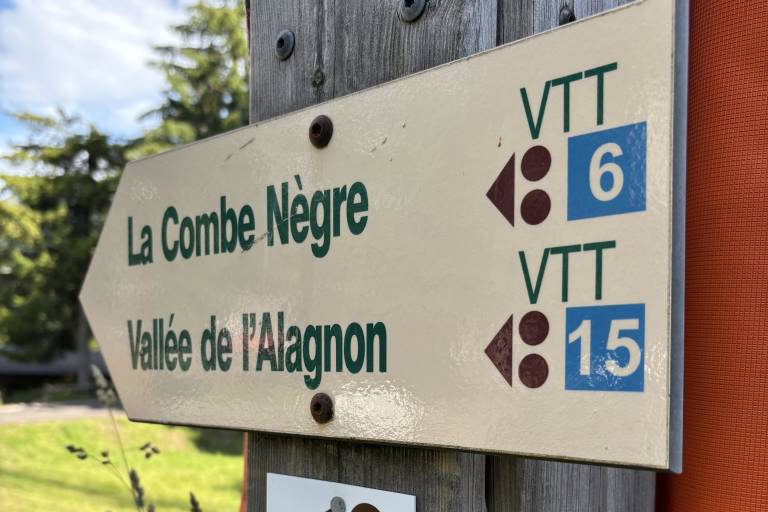 La Combe Nègre
VTT
6
Vallée de l'Alagnon
VTT
15